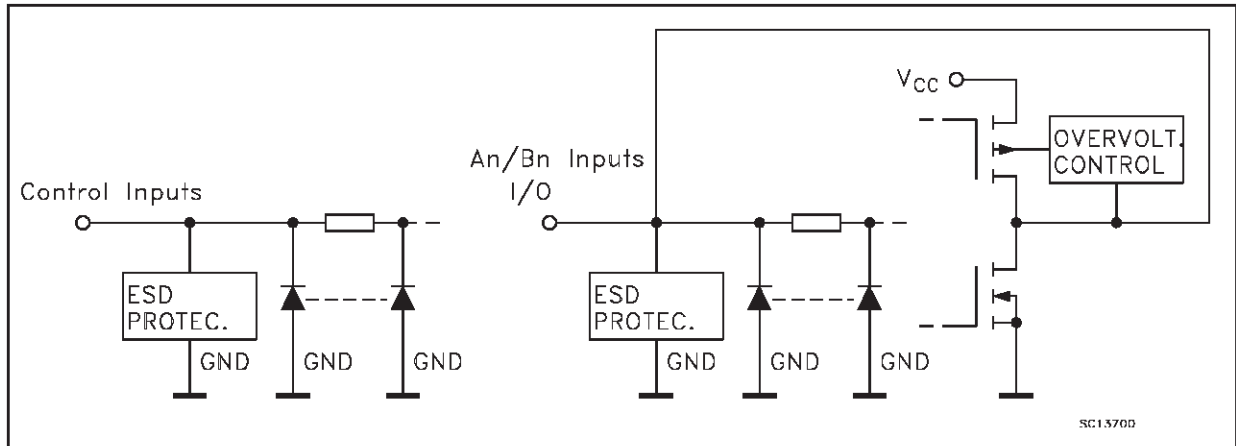 VCC
OVERVOLT.
CONTROL
An/Bn Inputs
I/O
Control Inputs
ESD
PROTEC.
GND
GND
GND
ESD
PROTEC.
GND
GND
GND
SC13700